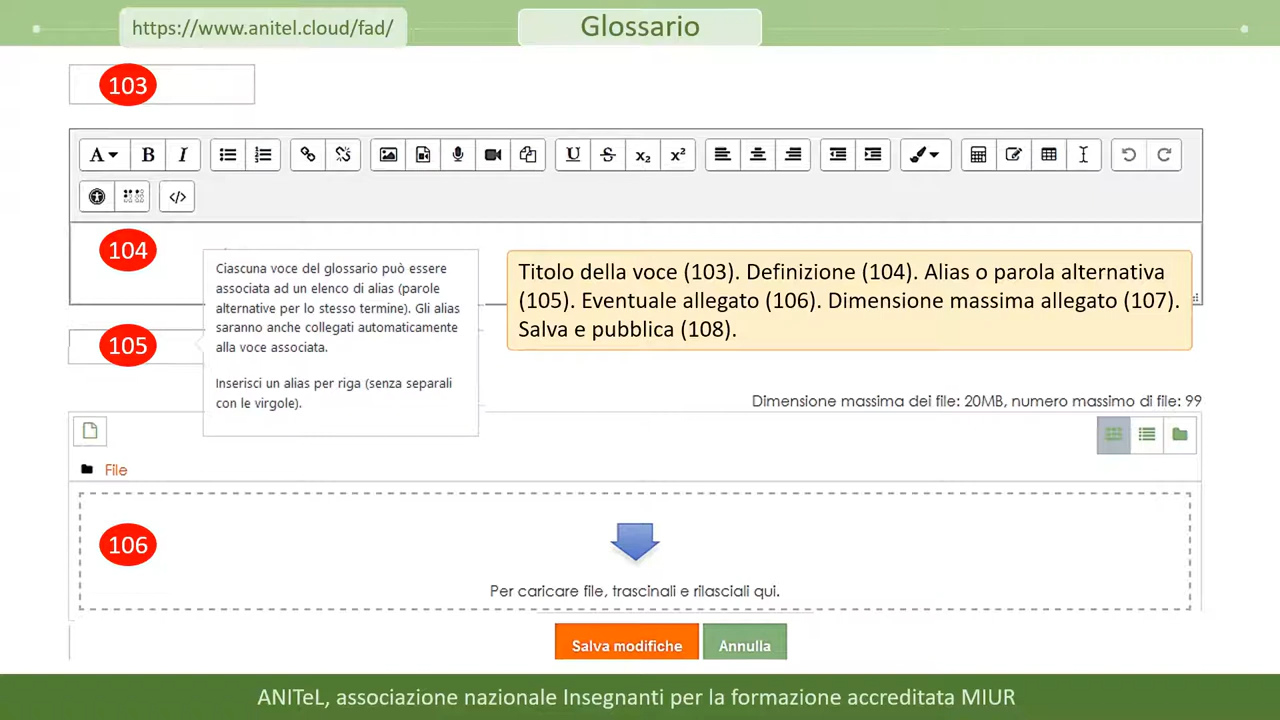 https://www.anitel.cloud/fad/
Glossario
103
A B I U S x₂ x²
</>
104
Ciascuna voce del glossario può essere
associata ad un elenco di alias (parole
alternative per lo stesso termine). Gli alias
saranno anche collegati automaticamente
alla voce associata.
Inserisci un alias per riga (senza separali
con le virgole).
Titolo della voce (103). Definizione (104). Alias o parola alternativa
(105). Eventuale allegato (106). Dimensione massima allegato (107).
Salva e pubblica (108).
105
Dimensione massima dei file: 20MB, numero massimo di file: 99
File
106
Per caricare file, trascinali e rilasciali qui.
Salva modifiche
Annulla
ANITeL, associazione nazionale Insegnanti per la formazione accreditata MIUR